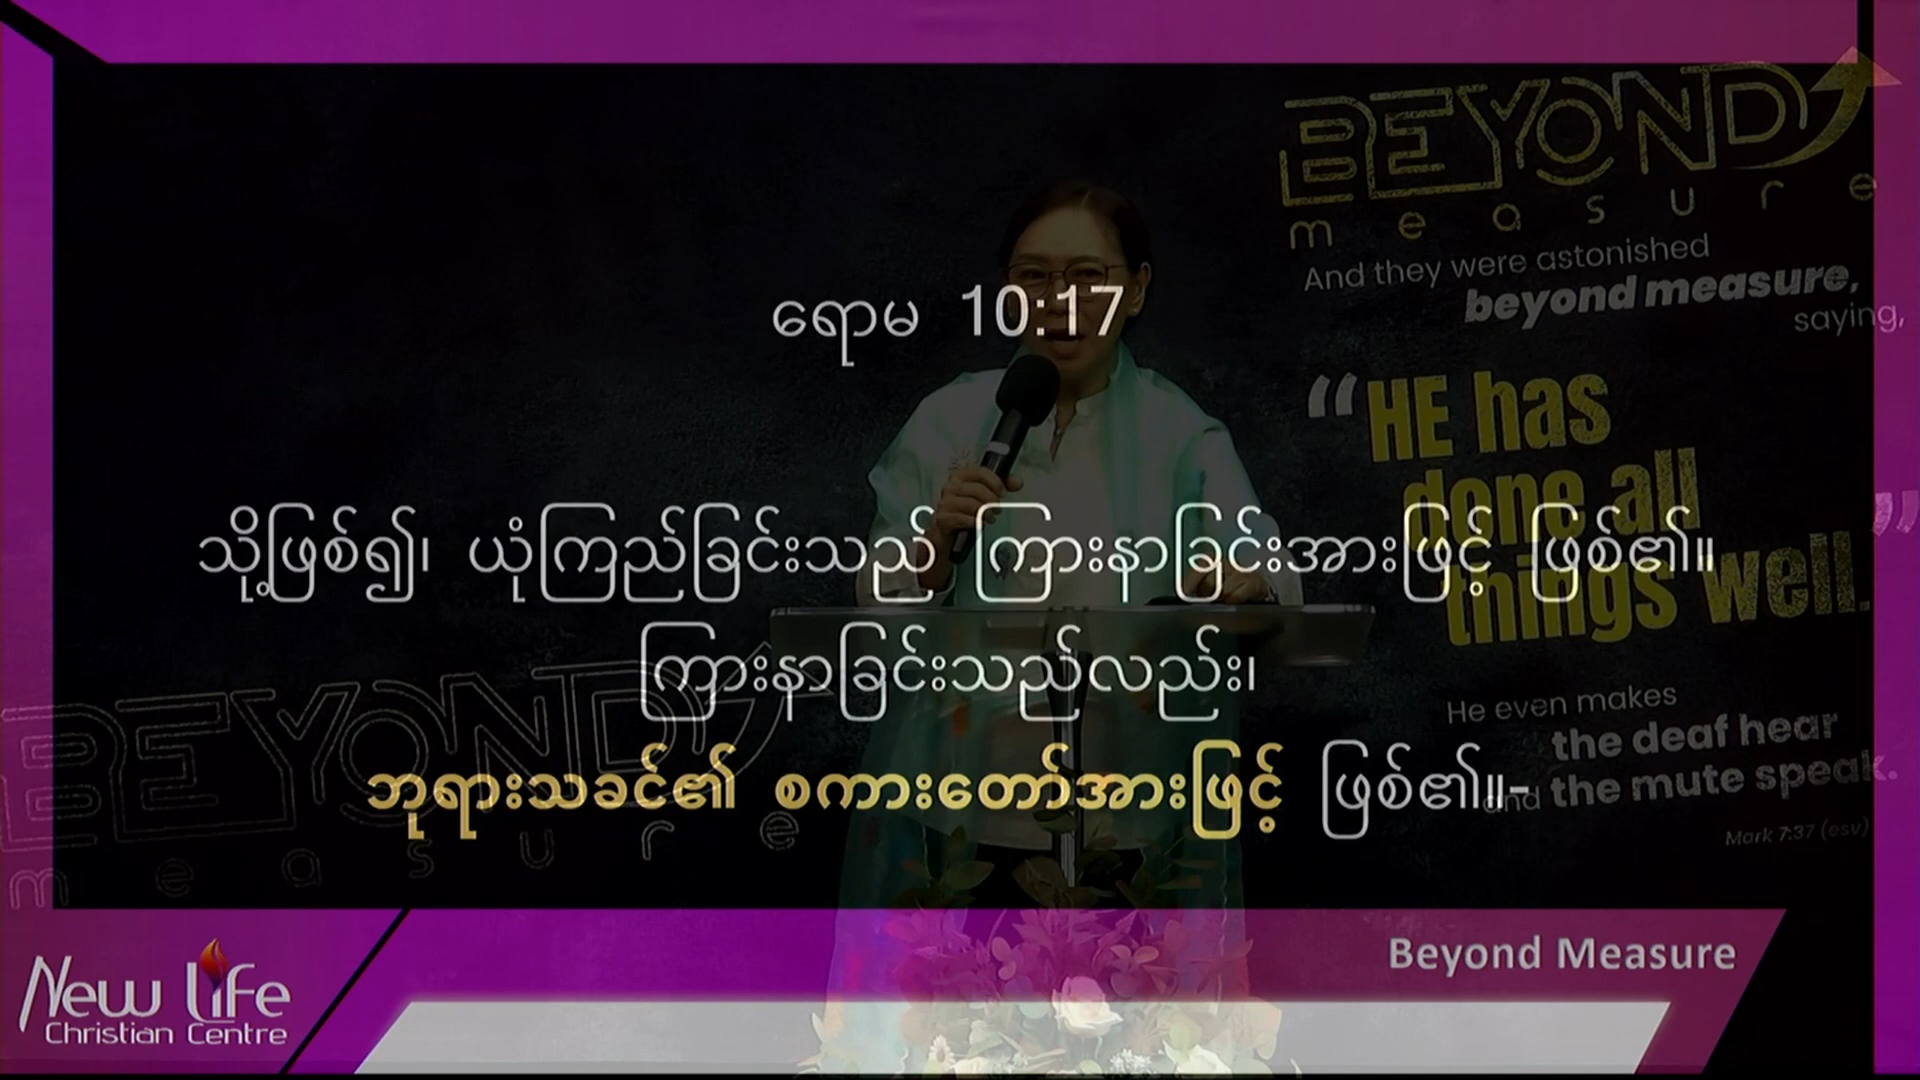 BEYOND
measure
And they were astonished
beyond measure,
saying,
“HE has
done all
things well.”
He even makes
the deaf hear
and the mute speak.
Mark 7:37 (esv)
ရောမ 10:17
သို့ဖြစ်၍၊ ယုံကြည်ခြင်းသည် ကြားနာခြင်းအားဖြင့် ဖြစ်၏။
ကြားနာခြင်းသည်လည်း၊
ဘုရားသခင်၏ စကားတော်အားဖြင့် ဖြစ်၏။-
BEYOND
measure
Beyond Measure
New Life
Christian Centre